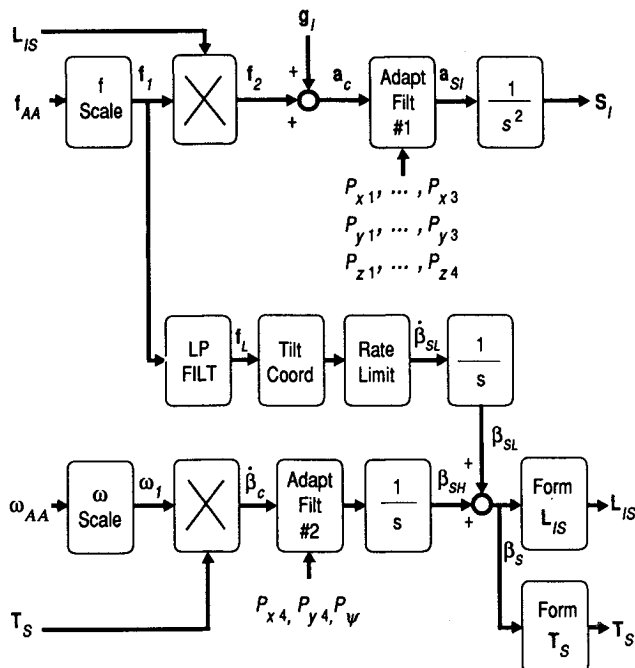 g_I
L_IS
f_AA
f
Scale
f_1
f_2
+
+
a_c
Adapt
Filt
#1
a_SI
1
s²
S_I
P_x1, ... , P_x3
P_y1, ... , P_y3
P_z1, ... , P_z4
LP
FILT
f_L
Tilt
Coord
Rate
Limit
β̇_SL
1
s
β_SL
+
ω_AA
ω
Scale
ω_1
β̇_c
Adapt
Filt
#2
1
s
β_SH
+
Form
L_IS
L_IS
β_S
P_x4, P_y4, P_ψ
T_S
Form
T_S
T_S